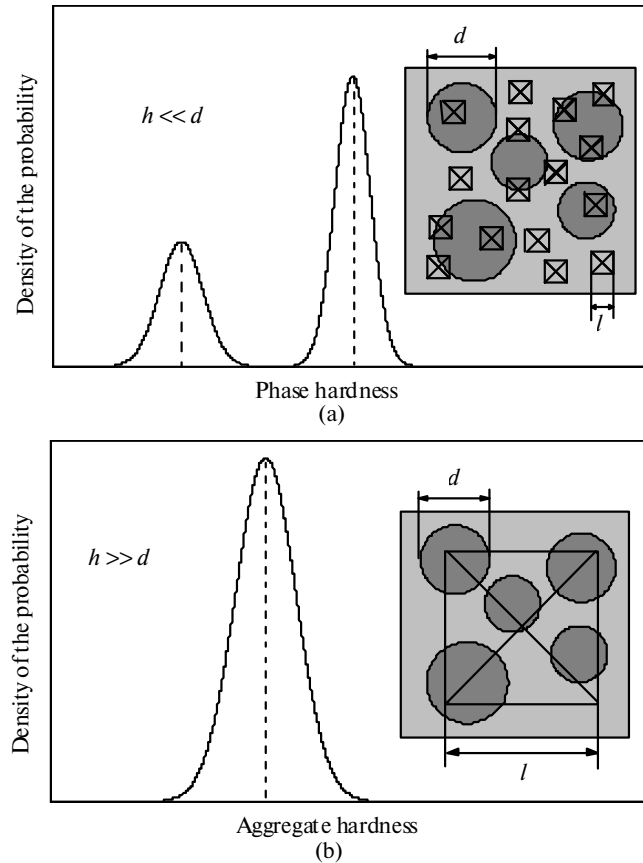 Density of the probability
h << d
d
l
Phase hardness
(a)
Density of the probability
h >> d
d
l
Aggregate hardness
(b)